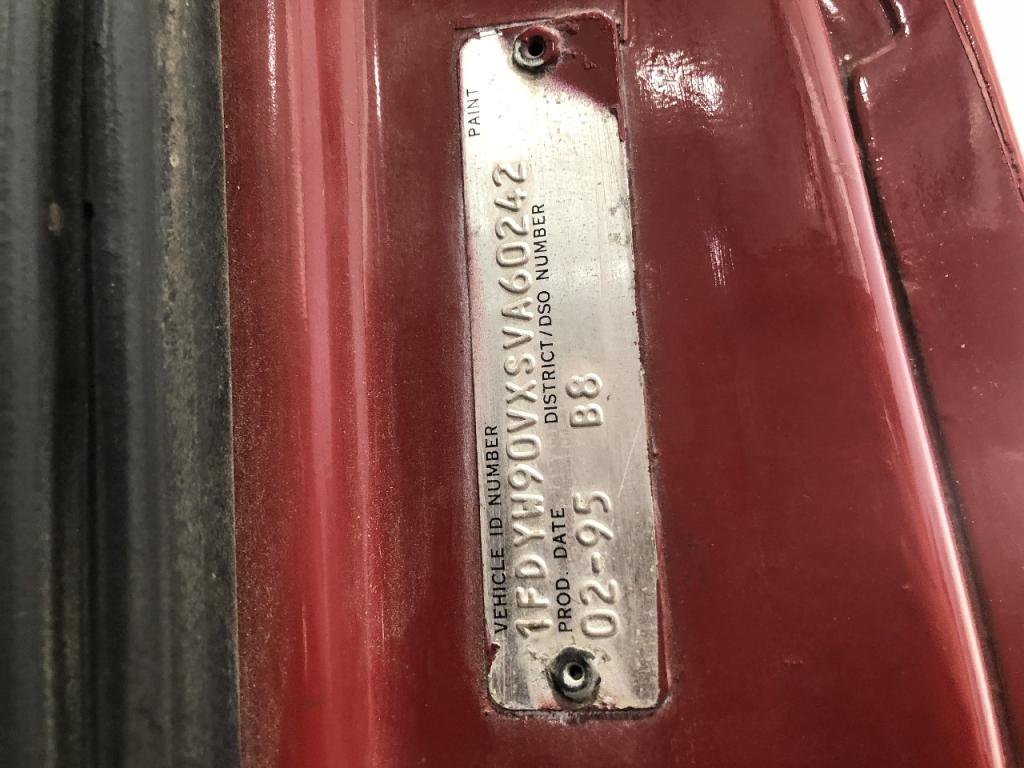 VEHICLE ID NUMBER PAINT
1FDYW90VXSVA60242
PROD. DATE DISTRICT/DSO NUMBER
02-95 B8